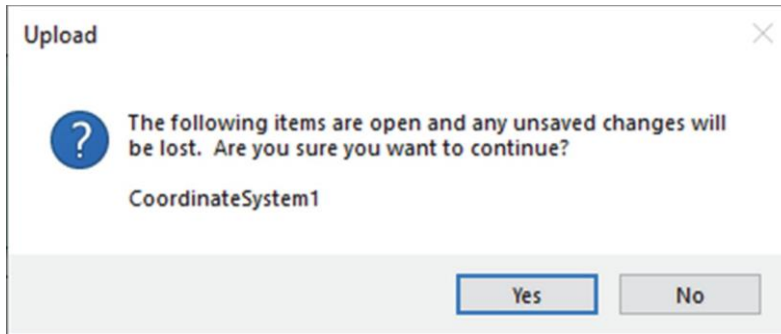 Upload
The following items are open and any unsaved changes will
be lost.  Are you sure you want to continue?
CoordinateSystem1
Yes
No